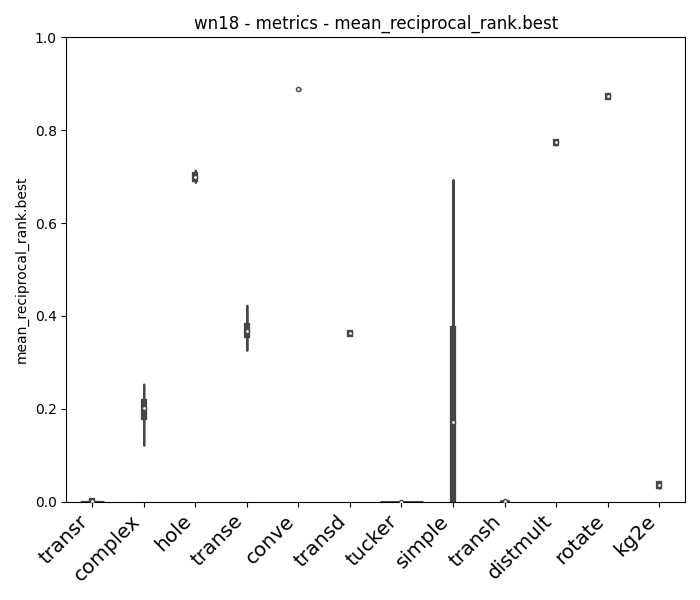 wn18 - metrics - mean_reciprocal_rank.best
mean_reciprocal_rank.best
1.0
0.8
0.6
0.4
0.2
0.0
transr
complex
hole
transe
conve
transd
tucker
simple
transh
distmult
rotate
kg2e